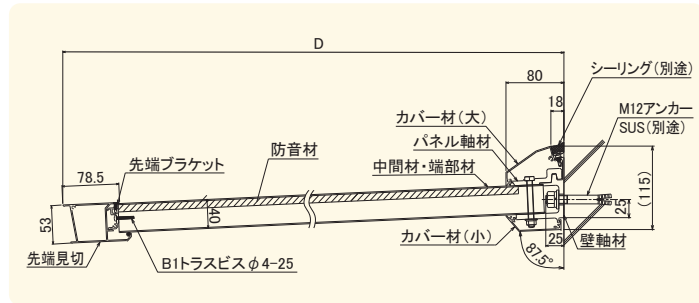 D
80
シーリング(別途)
18
M12アンカー
SUS(別途)
カバー材(大)
パネル軸材
先端ブラケット
防音材
中間材・端部材
78.5
53
40
(115)
25
カバー材(小)
25
壁軸材
先端見切
B1トラスビスφ4-25
87.5°